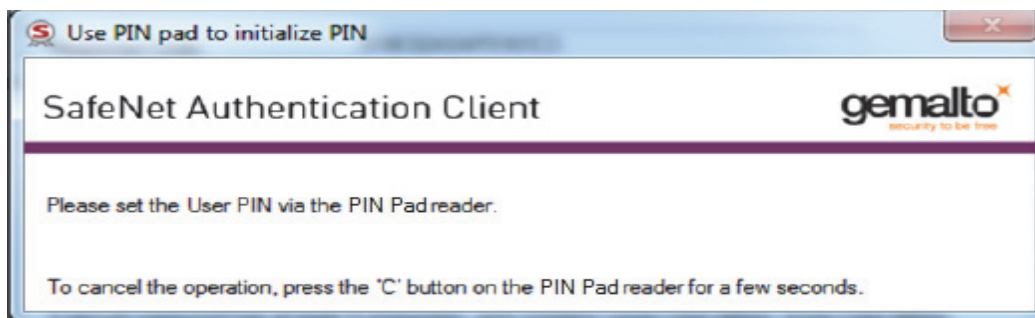 Use PIN pad to initialize PIN
SafeNet Authentication Client
gemalto
security to be free
Please set the User PIN via the PIN Pad reader.
To cancel the operation, press the 'C' button on the PIN Pad reader for a few seconds.